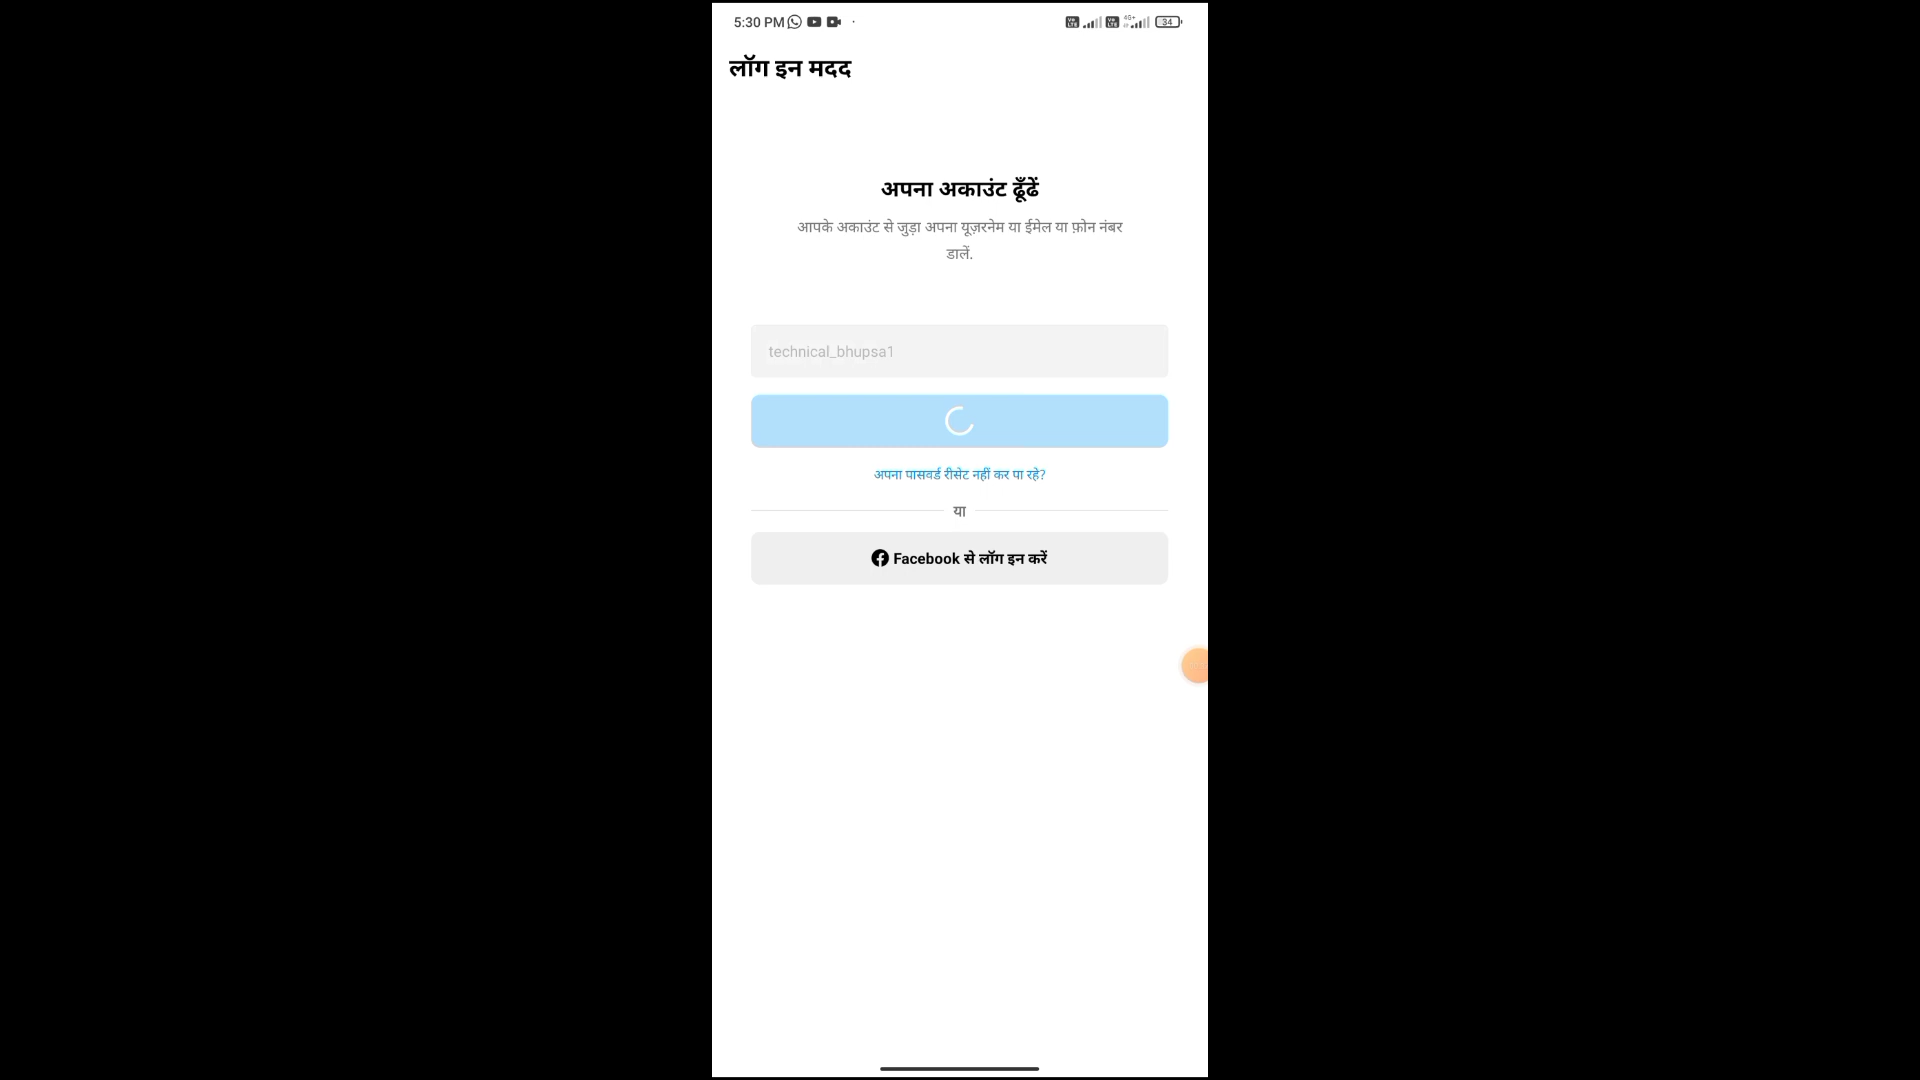 5:30 PM
34
लॉग इन मदद
अपना अकाउंट ढूँढें
आपके अकाउंट से जुड़ा अपना यूज़रनेम या ईमेल या फ़ोन नंबर
डालें.
technical_bhupsa1
अपना पासवर्ड रीसेट नहीं कर पा रहे?
या
Facebook से लॉग इन करें